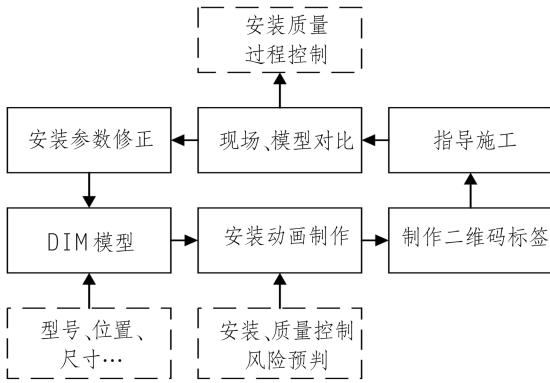 安装质量
过程控制
安装参数修正
现场、模型对比
指导施工
DIM模型
安装动画制作
制作二维码标签
型号、位置、
尺寸…
安装、质量控制
风险预判